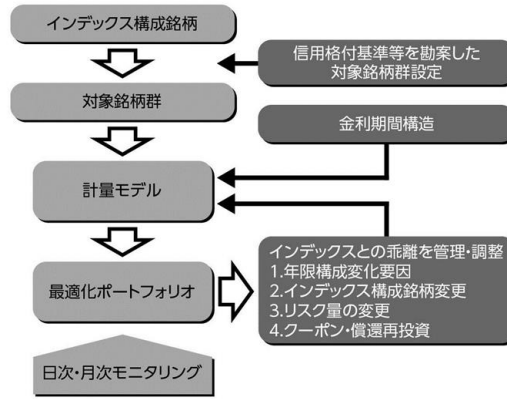 インデックス構成銘柄
信用格付基準等を勘案した
対象銘柄群設定
対象銘柄群
金利期間構造
計量モデル
最適化ポートフォリオ
インデックスとの乖離を管理・調整
1.年限構成変化要因
2.インデックス構成銘柄変更
3.リスク量の変更
4.クーポン・償還再投資
日次・月次モニタリング